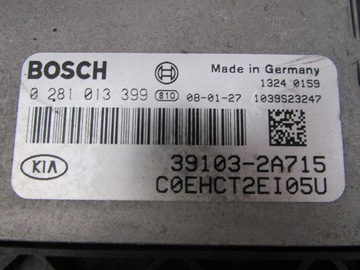 BOSCH Made in Germany
1324 0159
0 281 013 399 810 08-01-27 1039S23247
KIA
39103-2A715
C0EHCT2EI05U